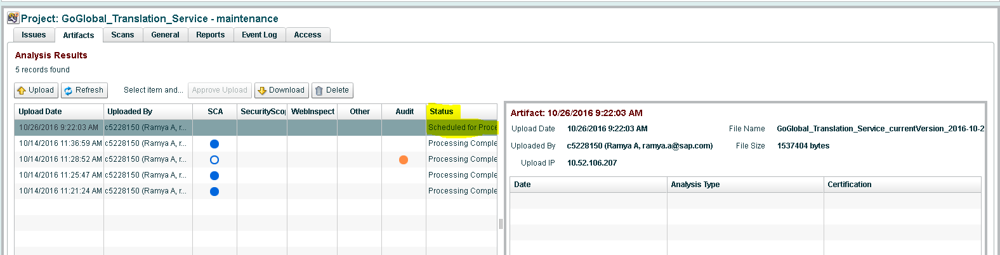 Project: GoGlobal_Translation_Service - maintenance
Issues Artifacts Scans General Reports Event Log Access
Analysis Results
5 records found
Upload Refresh Select item and... Approve Upload Download Delete
Upload Date Uploaded By SCA SecurityScop WebInspect Other Audit Status
10/26/2016 9:22:03 AM c5228150 (Ramya A, r... Scheduled for Proce
10/14/2016 11:36:59 AM c5228150 (Ramya A, r... Processing Comple
10/14/2016 11:28:52 AM c5228150 (Ramya A, r... Processing Comple
10/14/2016 11:25:47 AM c5228150 (Ramya A, r... Processing Comple
10/14/2016 11:21:24 AM c5228150 (Ramya A, r... Processing Comple
Artifact: 10/26/2016 9:22:03 AM
Upload Date 10/26/2016 9:22:03 AM File Name GoGlobal_Translation_Service_currentVersion_2016-10-2
Uploaded By c5228150 (Ramya A, ramya.a@sap.com) File Size 1537404 bytes
Upload IP 10.52.106.207
Date Analysis Type Certification